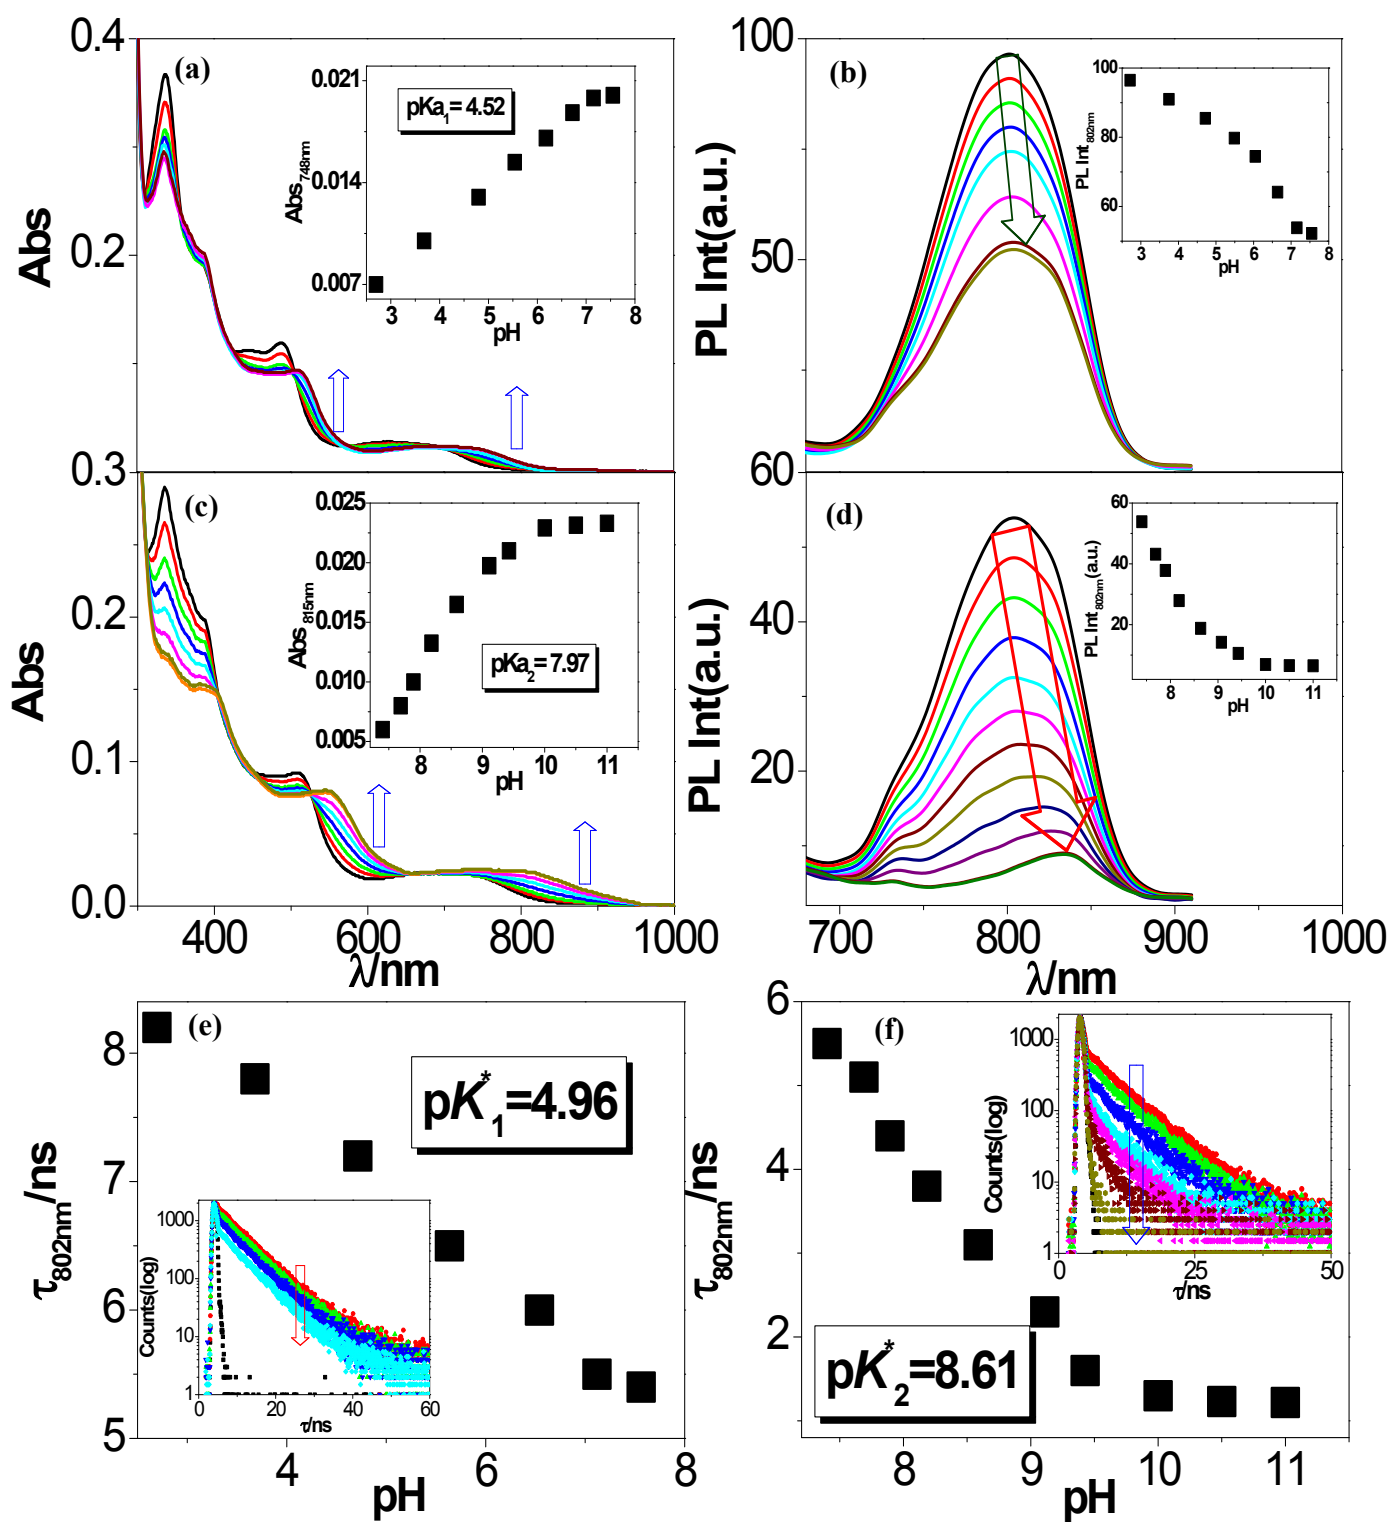 0.4
0.2
Abs
(a)
0.021
0.014
0.007
Abs748nm
pKa1= 4.52
3 4 5 6 7 8
pH
100
50
PL Int(a.u.)
(b)
100
80
60
PL Int802nm
3 4 5 6 7 8
pH
0.3
0.2
0.1
0.0
Abs
(c)
0.025
0.020
0.015
0.010
0.005
Abs815nm
pKa2= 7.97
8 9 10 11
pH
400 600 800 1000
λ/nm
60
40
20
PL Int(a.u.)
(d)
60
40
20
PL Int802nm(a.u.)
8 9 10 11
pH
700 800 900 1000
λ/nm
8
7
6
5
τ802nm/ns
(e)
pK*1=4.96
1000
100
10
1
Counts(log)
0 20 40 60
τ/ns
4 6 8
pH
6
4
2
τ802nm/ns
(f)
1000
100
10
1
Counts(log)
0 25 50
τ/ns
pK*2=8.61
8 9 10 11
pH